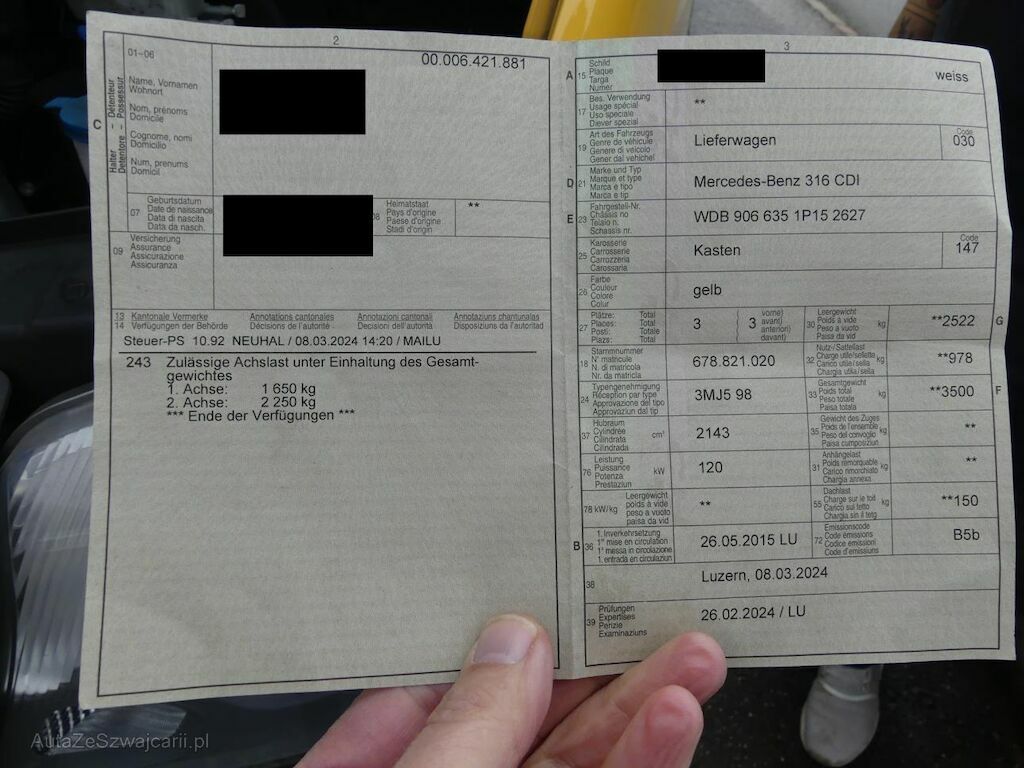 2
01-06
00.006.421.881
C
Halter – Détenteur
Detentore – Possessur
Name, Vornamen
Wohnort
Nom, prénoms
Domicile
Cognome, nomi
Domicilio
Num, prenums
Domicil
07
Geburtsdatum
Date de naissance
Data di nascita
Data da nasch.
08
Heimatstaat
Pays d'origine
Paese d'origine
Stadi d'origin
**
09
Versicherung
Assurance
Assicurazione
Assicuranza
13 Kantonale Vermerke Annotations cantonales Annotazioni cantonali Annotaziuns chantunalas
14 Verfügungen der Behörde Décisions de l'autorité Decisioni dell'autorità Disposiziuns da l'autoritad
Steuer-PS 10.92 NEUHAL / 08.03.2024 14:20 / MAILU
243 Zulässige Achslast unter Einhaltung des Gesamt-
gewichtes
1. Achse: 1 650 kg
2. Achse: 2 250 kg
*** Ende der Verfügungen ***
3
A 15
Schild
Plaque
Targa
Numer
weiss
17
Bes. Verwendung
Usage spécial
Uso speciale
Diever spezial
**
19
Art des Fahrzeugs
Genre de véhicule
Genere di veicolo
Gener dal vehichel
Lieferwagen
Code
030
D 21
Marke und Typ
Marque et type
Marca e tipo
Marca e tip
Mercedes-Benz 316 CDI
E 23
Fahrgestell-Nr.
Châssis no
Telaio n.
Schassis nr.
WDB 906 635 1P15 2627
25
Karosserie
Carrosserie
Carrozzeria
Carossaria
Kasten
Code
147
26
Farbe
Couleur
Colore
Colur
gelb
27
Plätze: Total
Places: Total
Posti: Totale
Plazs: Total
3
( 3
vorne)
avant)
anteriori)
davant)
30
Leergewicht
Poids à vide
Peso a vuoto
Paisa da vid
kg
**2522
G
18
Stammnummer
N° matricule
N. di matricola
Nr. da matricla
678.821.020
32
Nutz-/Sattellast
Charge utile/sellette
Carico utile/sella
Chargia utila/sella
kg
**978
24
Typengenehmigung
Réception par type
Approvazione del tipo
Approvaziun dal tip
3MJ5 98
33
Gesamtgewicht
Poids total
Peso totale
Paisa totala
kg
**3500
F
37
Hubraum
Cylindrée
Cilindrata
Cilindrada
cm³
2143
35
Gewicht des Zuges
Poids de l'ensemble
Peso del convoglio
Paisa cumposiziun
kg
**
76
Leistung
Puissance
Potenza
Prestaziun
kW
120
31
Anhängelast
Poids remorquable
Carico rimorchiato
Chargia annexa
kg
**
78 kW/kg
Leergewicht
poids à vide
peso a vuoto
paisa da vid
**
55
Dachlast
Charge sur le toit
Carico sul tetto
Chargia sin il tetg
kg
**150
B 36
1. Inverkehrsetzung
1re mise en circulation
1a messa in circolazione
1. entrada en circulaziun
26.05.2015 LU
72
Emissionscode
Code émissions
Codice emissioni
Code d'emissiuns
B5b
38
Luzern, 08.03.2024
39
Prüfungen
Expertises
Perizie
Examinaziuns
26.02.2024 / LU
AutaZeSzwajcarii.pl